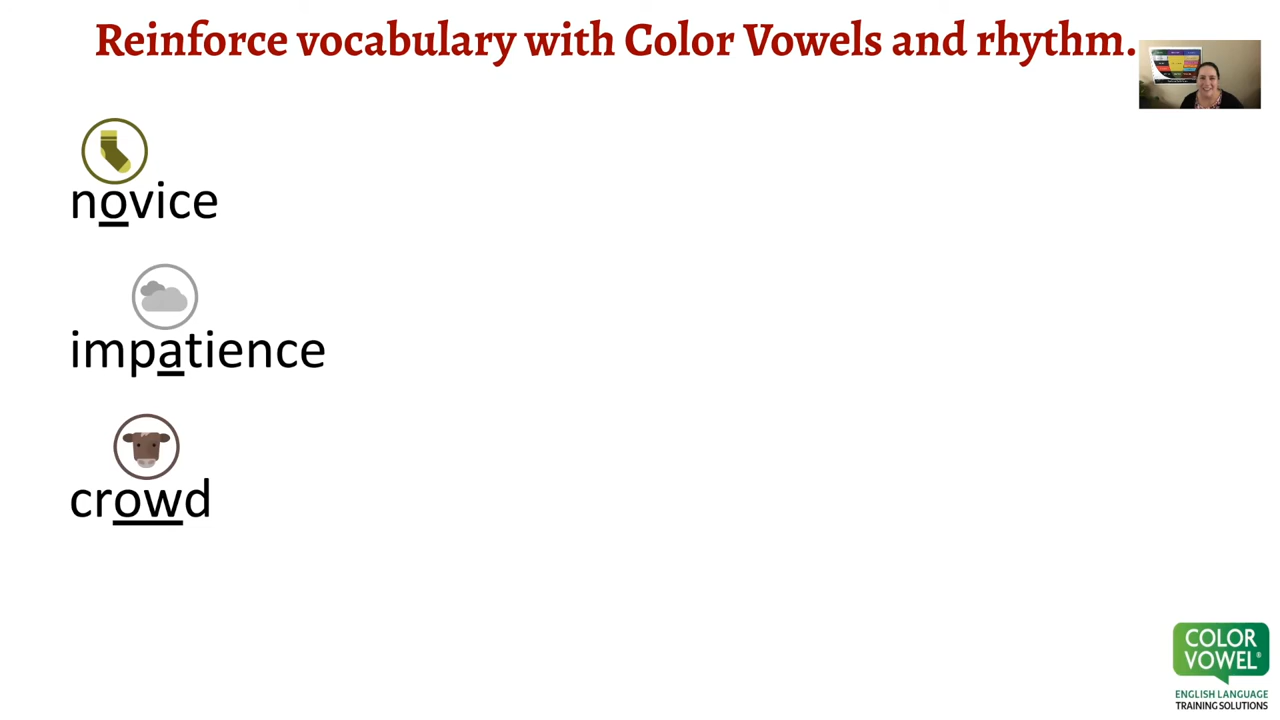 Reinforce vocabulary with Color Vowels and rhythm.
novice
impatience
crowd
COLOR
VOWEL®
ENGLISH LANGUAGE
TRAINING SOLUTIONS